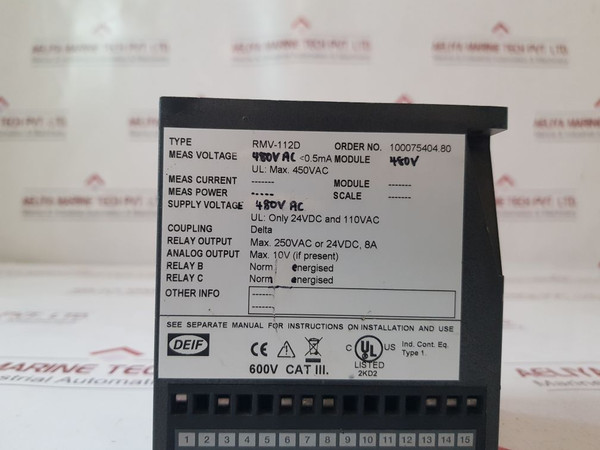 TYPE RMV-112D ORDER NO. 100075404.80
MEAS VOLTAGE 480V AC <0.5mA MODULE 480V
UL: Max. 450VAC
MEAS CURRENT ------- MODULE -------
MEAS POWER ----- SCALE -------
SUPPLY VOLTAGE 480V AC
UL: Only 24VDC and 110VAC
COUPLING Delta
RELAY OUTPUT Max. 250VAC or 24VDC, 8A
ANALOG OUTPUT Max. 10V (if present)
RELAY B Norm energised
RELAY C Norm energised
OTHER INFO ------
------
SEE SEPARATE MANUAL FOR INSTRUCTIONS ON INSTALLATION AND USE
DEIF CE C UL US Ind. Cont. Eq.
Type 1.
LISTED
600V CAT III. 2KD2
1 2 3 4 5 6 7 8 9 10 11 12 13 14 15